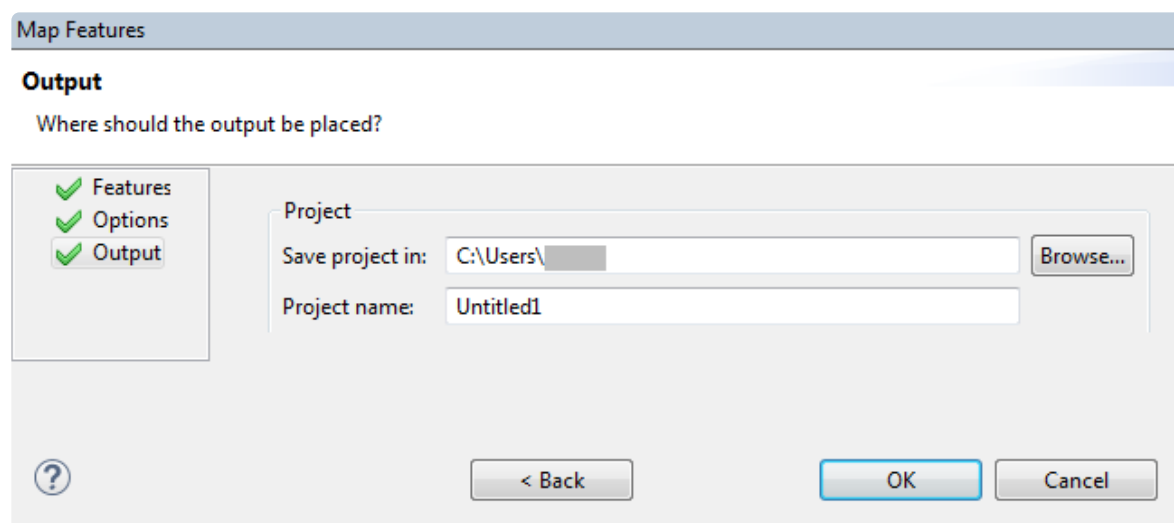 Map Features
Output
Where should the output be placed?
Features
Options
Output
Project
Save project in: C:\Users\ Browse...
Project name: Untitled1
? < Back OK Cancel